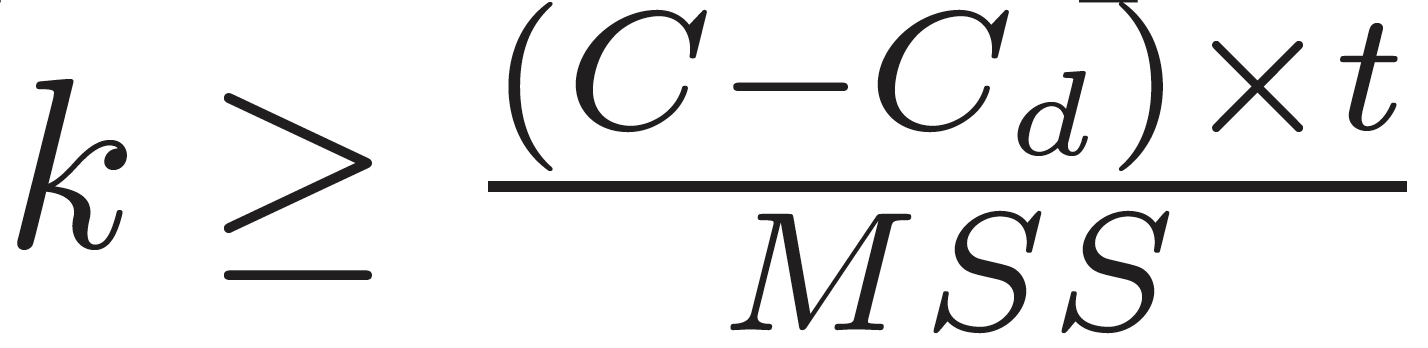 k ≥ (C−C_d)×t / MSS